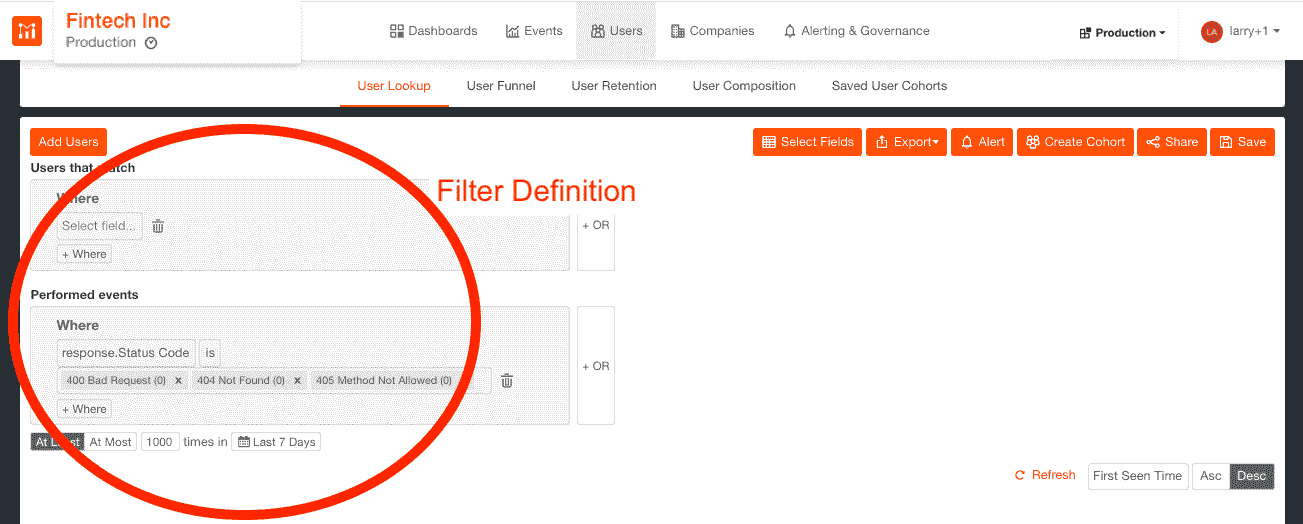 Fintech Inc
Production
Dashboards Events Users Companies Alerting & Governance
Production
LA larry+1
User Lookup User Funnel User Retention User Composition Saved User Cohorts
Add Users
Select Fields Export Alert Create Cohort Share Save
Users that match
Filter Definition
Where
Select field...
+ OR
+ Where
Performed events
Where
response.Status Code is
+ OR
400 Bad Request (0) x 404 Not Found (0) x 405 Method Not Allowed (0)
+ Where
At Least At Most 1000 times in Last 7 Days
Refresh First Seen Time Asc Desc